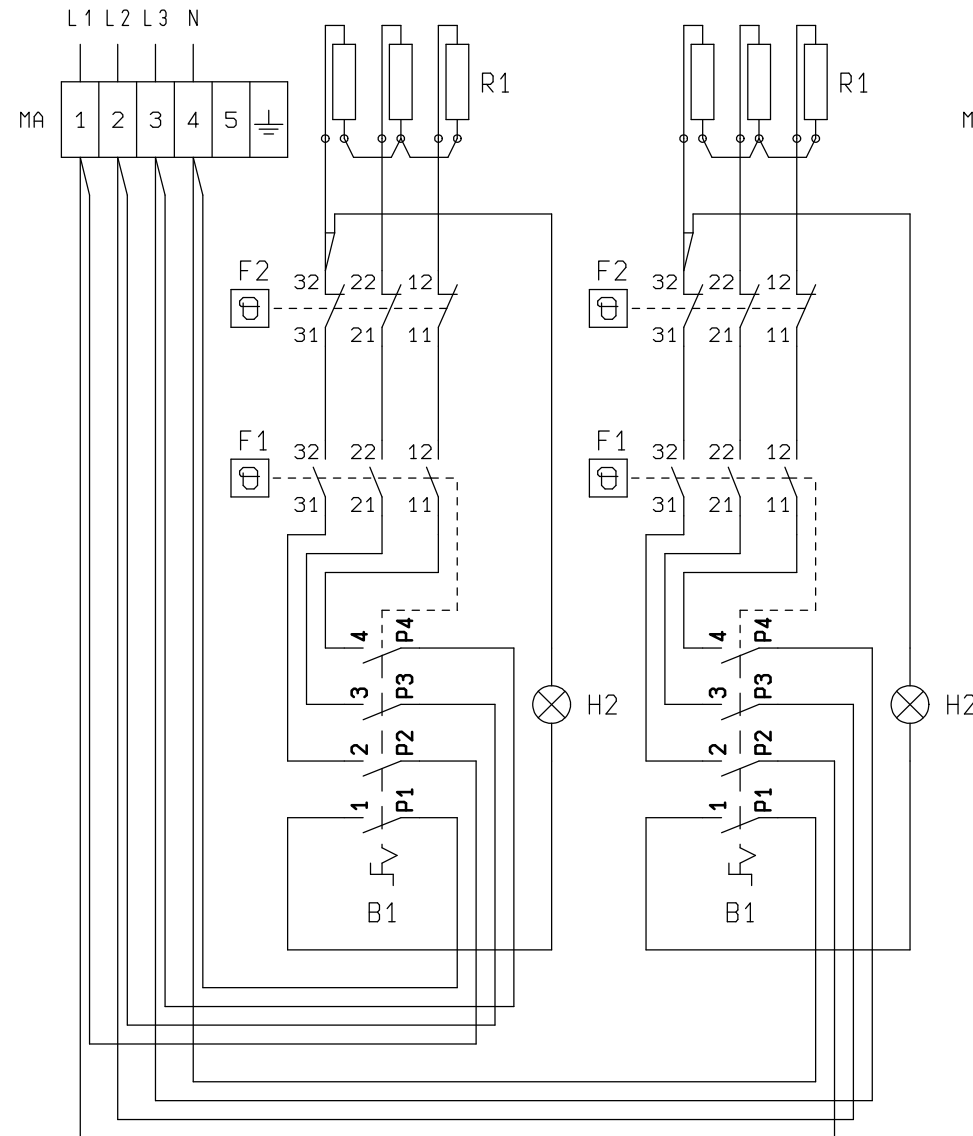 L1 L2 L3 N
MA 1 2 3 4 5
R1 R1
M
F2 32 22 12 F2 32 22 12
31 21 11 31 21 11
F1 32 22 12 F1 32 22 12
31 21 11 31 21 11
4 P4 4 P4
3 P3 H2 3 P3 H2
2 P2 2 P2
1 P1 1 P1
B1 B1